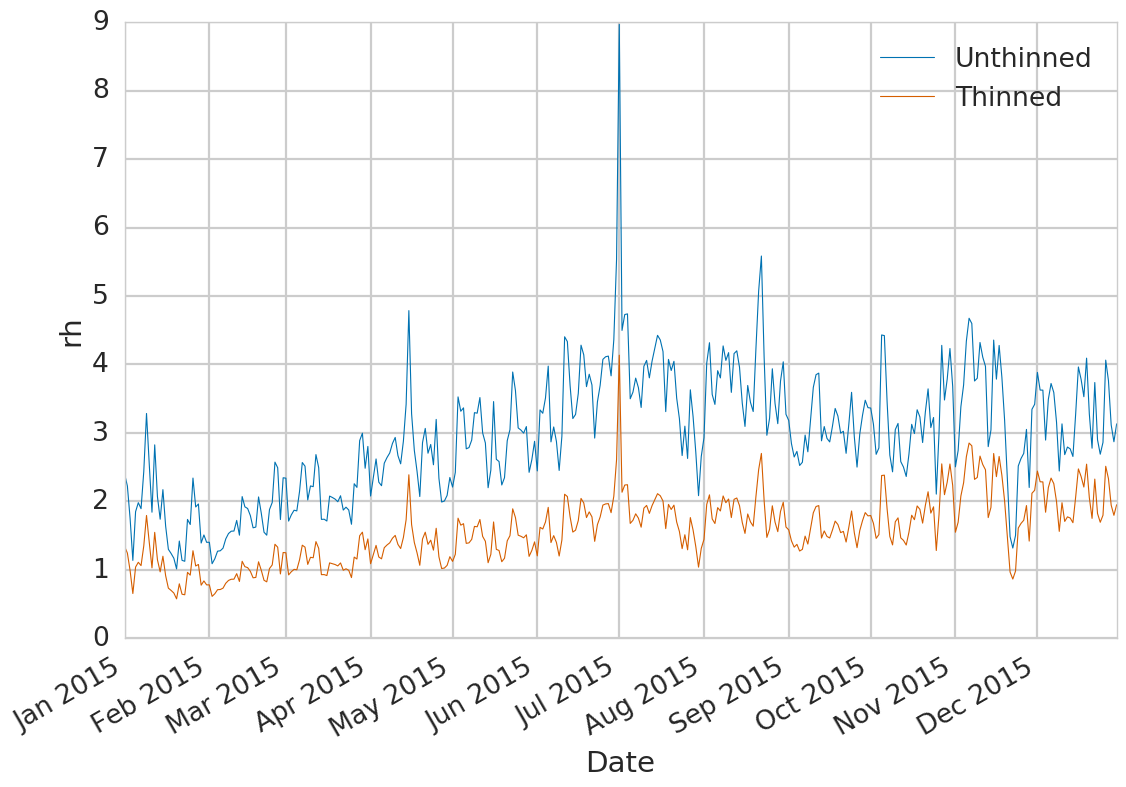 9
8
7
6
5
4
3
2
1
0
rh
Unthinned
Thinned
Jan 2015
Feb 2015
Mar 2015
Apr 2015
May 2015
Jun 2015
Jul 2015
Aug 2015
Sep 2015
Oct 2015
Nov 2015
Dec 2015
Date